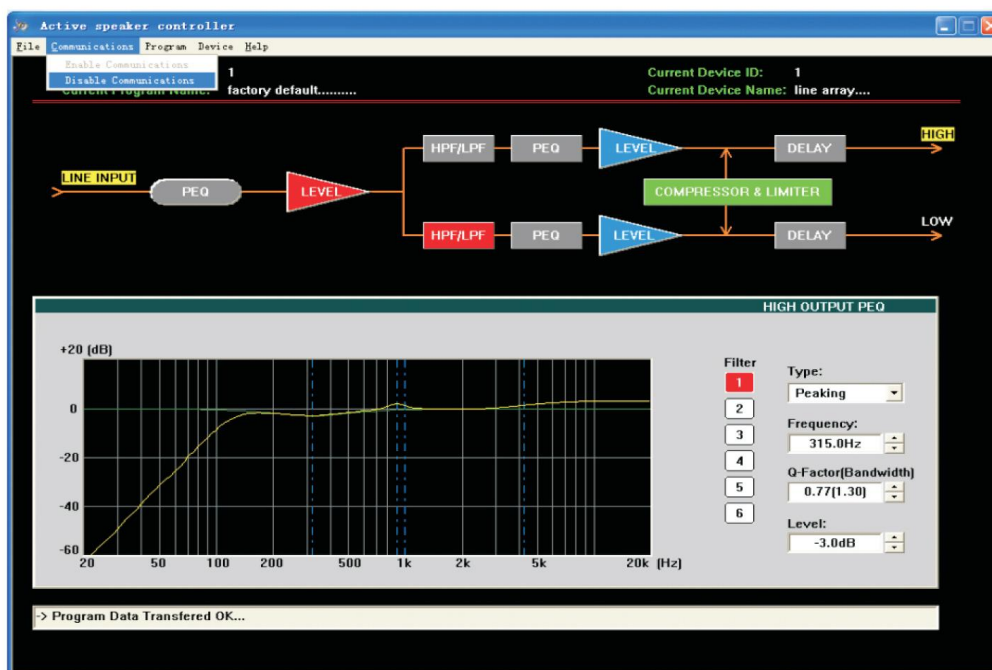 Active speaker controller
File Communications Program Device Help
Enable Communications
Disable Communications
1
Current Program Name: factory default..........
Current Device ID: 1
Current Device Name: line array....
LINE INPUT
PEQ
LEVEL
HPF/LPF
PEQ
LEVEL
DELAY
HIGH
COMPRESSOR & LIMITER
HPF/LPF
PEQ
LEVEL
DELAY
LOW
HIGH OUTPUT PEQ
+20 (dB)
0
-20
-40
-60
20 50 100 200 500 1k 2k 5k 20k (Hz)
Filter
1
2
3
4
5
6
Type:
Peaking
Frequency:
315.0Hz
Q-Factor(Bandwidth)
0.77(1.30)
Level:
-3.0dB
-> Program Data Transfered OK...